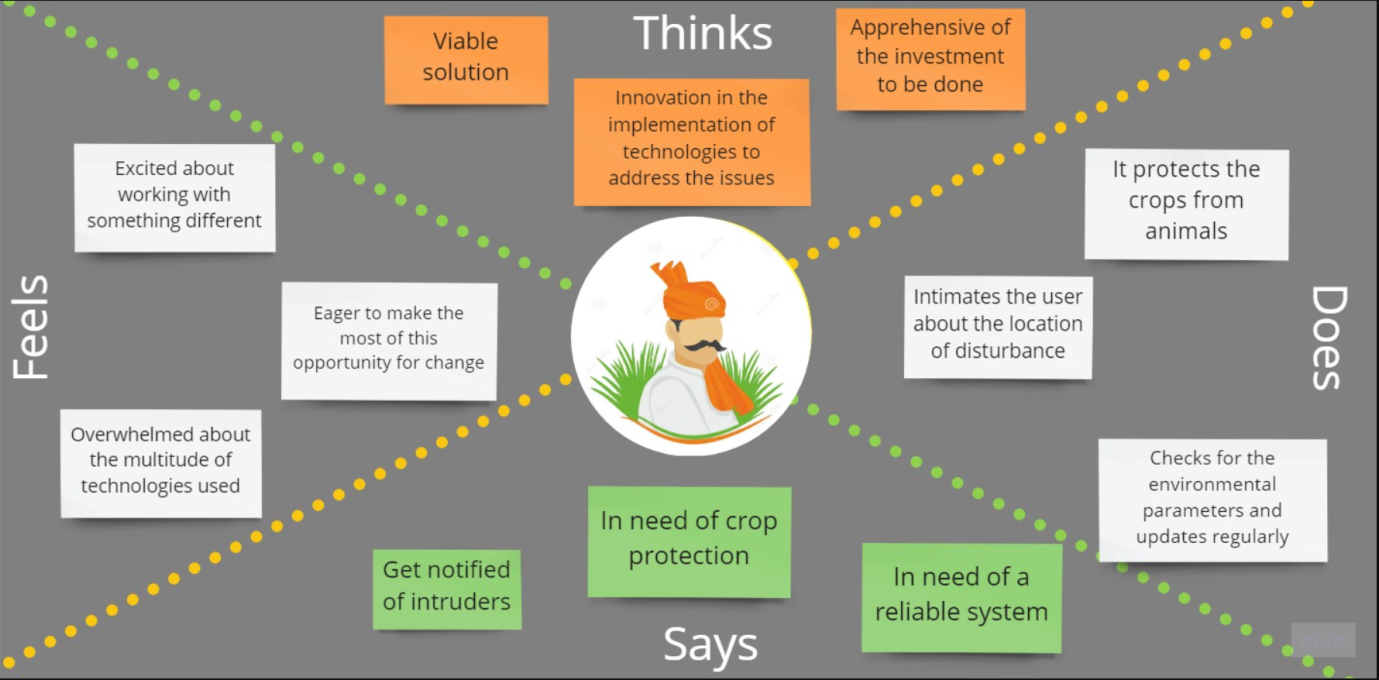 Thinks
Viable
solution
Innovation in the
implementation of
technologies to
address the issues
Apprehensive of
the investment
to be done
Feels
Excited about
working with
something different
Eager to make the
most of this
opportunity for change
Overwhelmed about
the multitude of
technologies used
Does
It protects the
crops from
animals
Intimates the user
about the location
of disturbance
Checks for the
environmental
parameters and
updates regularly
Says
Get notified
of intruders
In need of crop
protection
In need of a
reliable system
miro